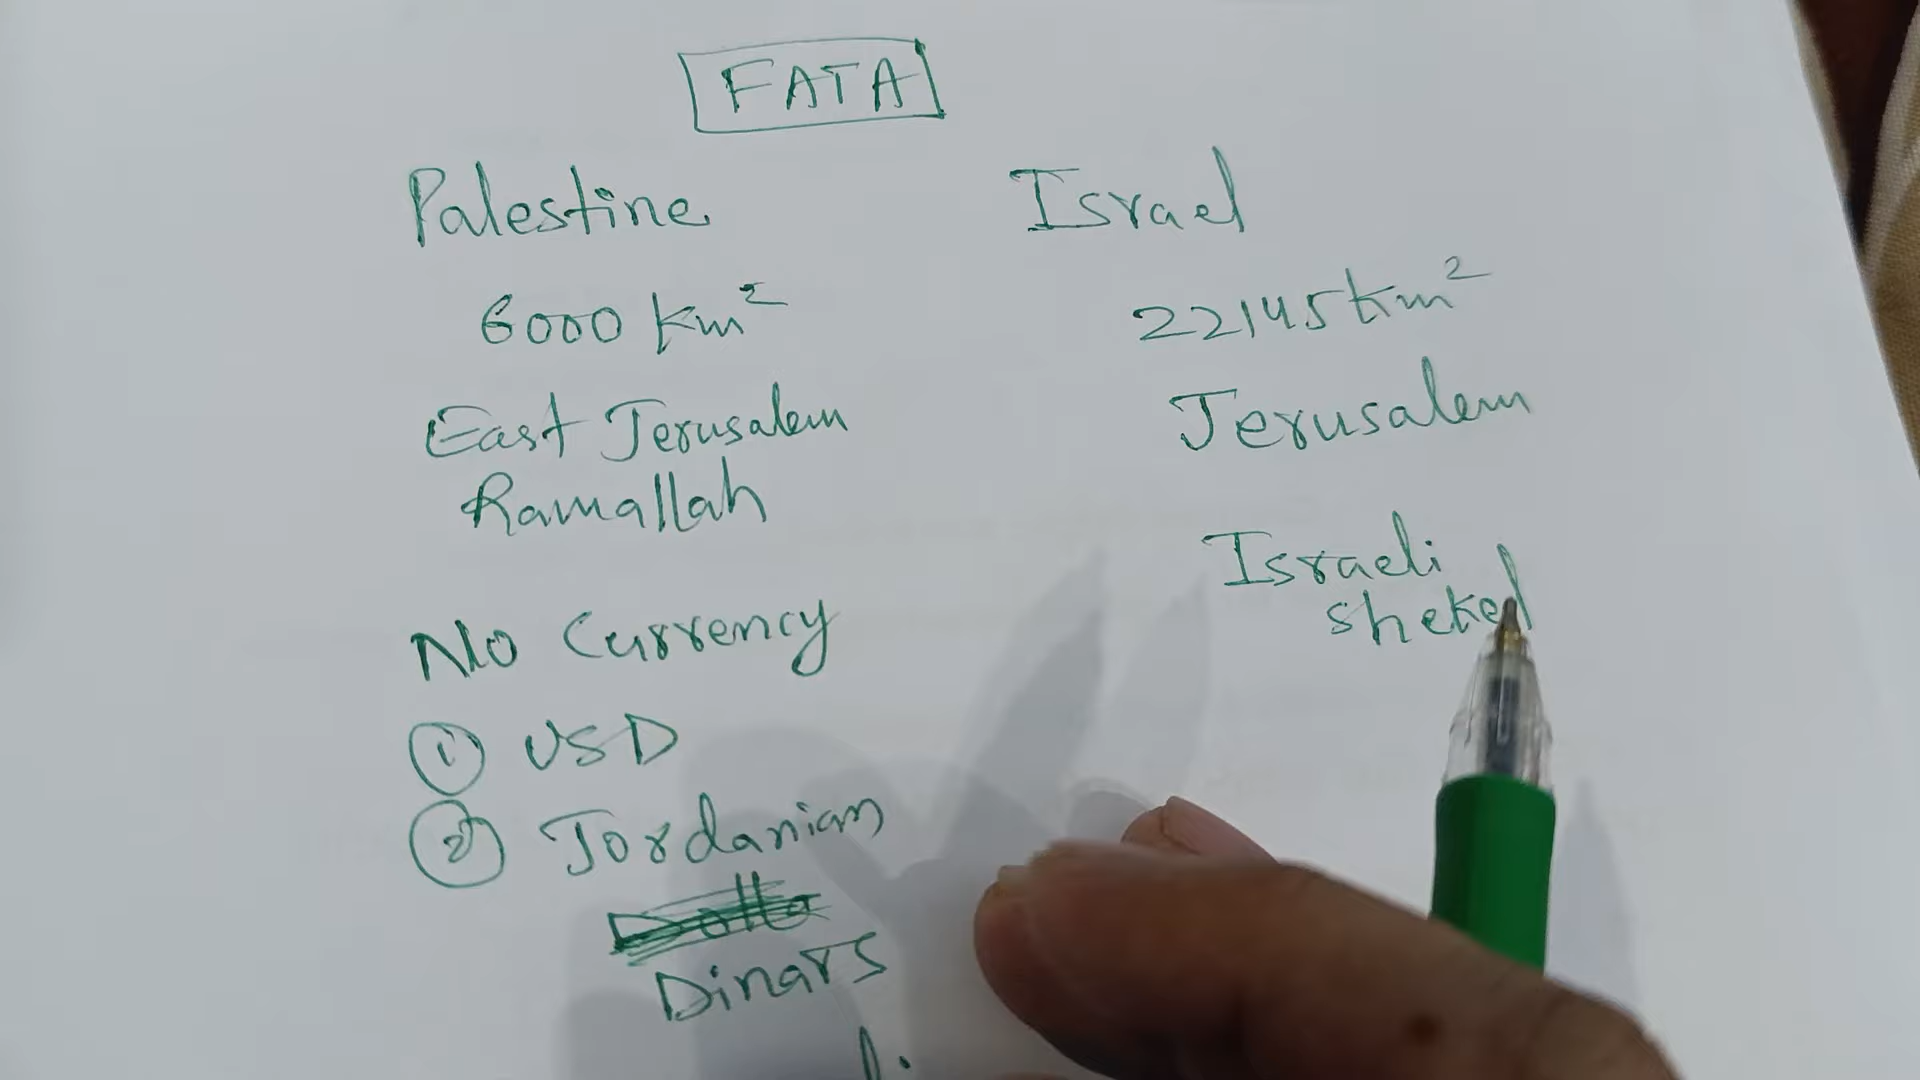 FATA
Palestine
Israel
6000 km²
22145 km²
East Jerusalem
Jerusalem
Ramallah
Israeli
shekel
No Currency
① USD
② Jordanian
Dinars